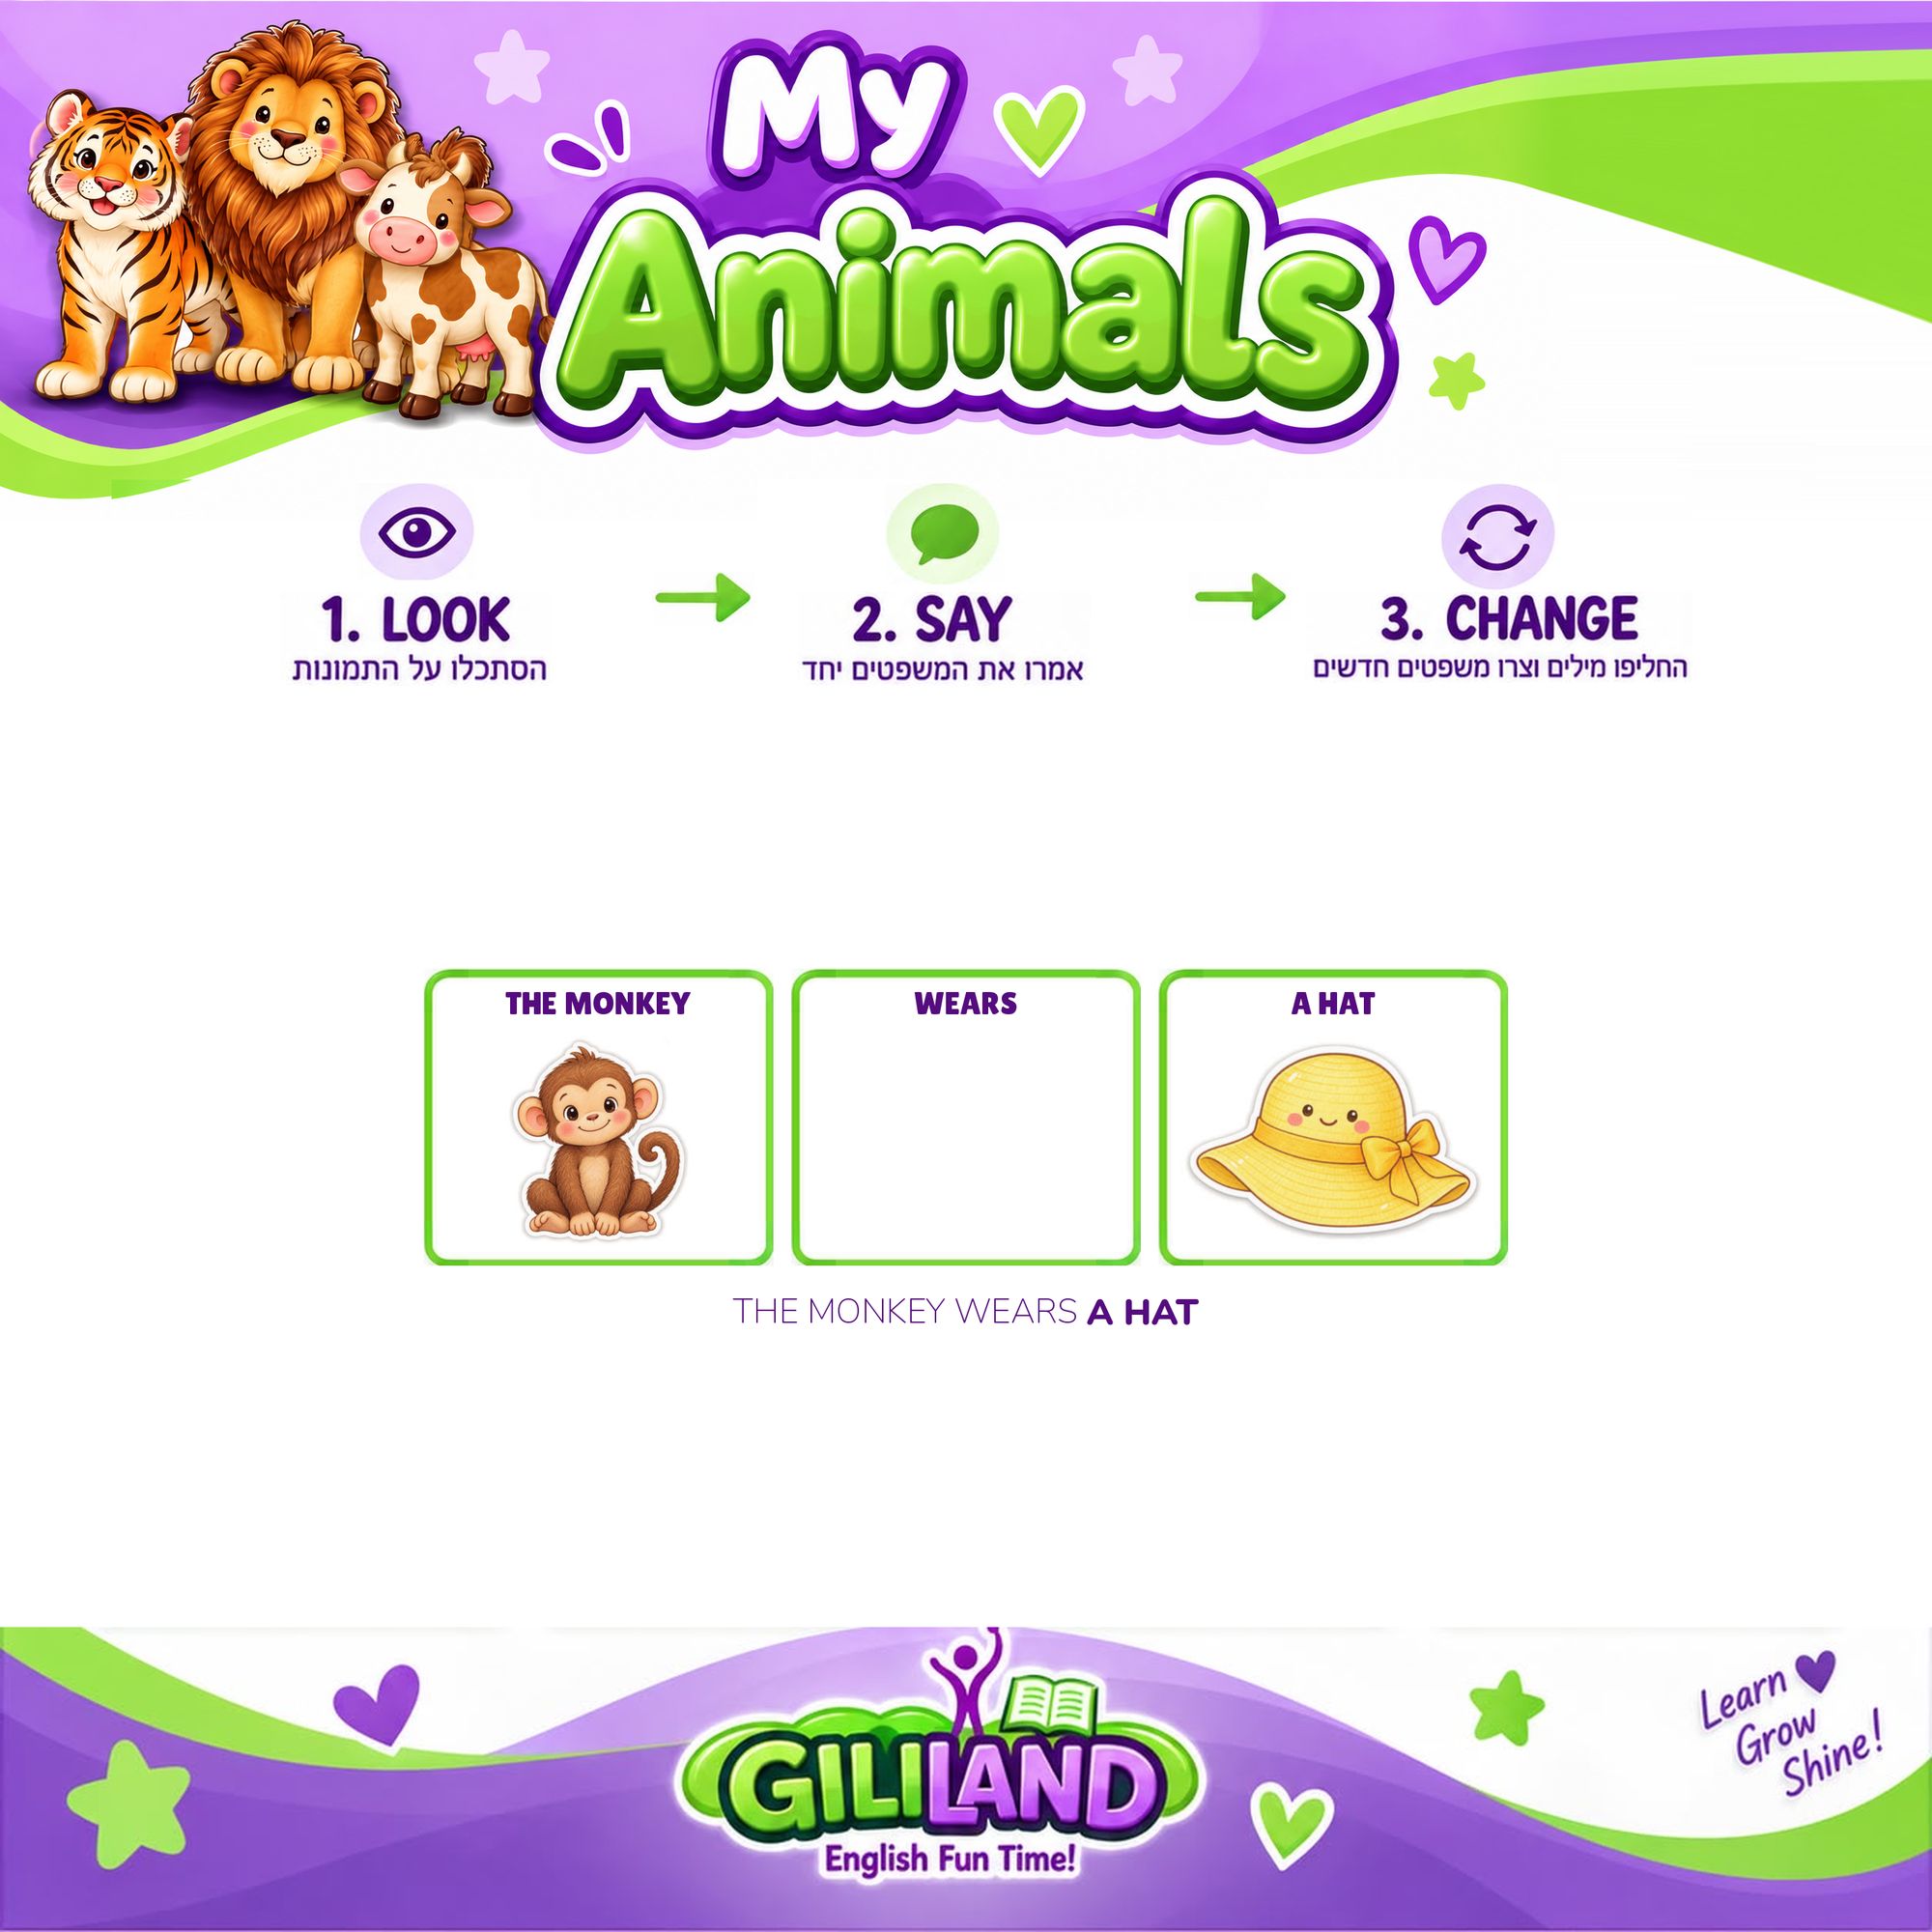 My
Animals
1. LOOK
הסתכלו על התמונות
2. SAY
אמרו את המשפטים יחד
3. CHANGE
החליפו מילים וצרו משפטים חדשים
THE MONKEY
WEARS
A HAT
THE MONKEY WEARS A HAT
GILILAND
English Fun Time!
Learn
Grow
Shine!